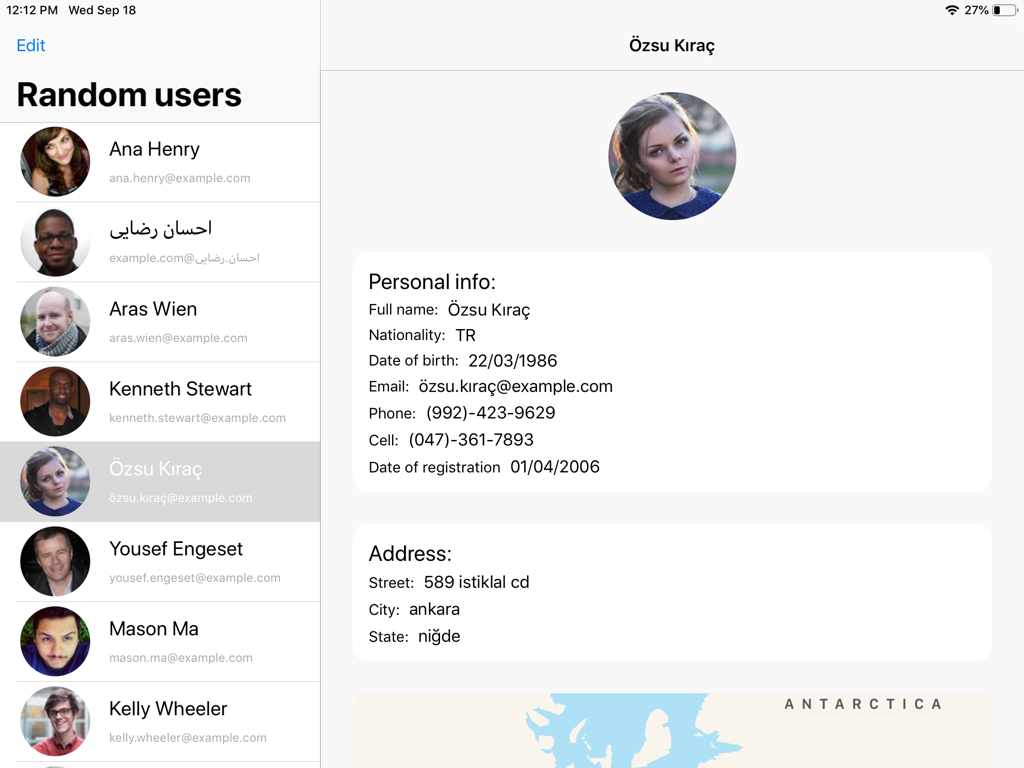 12:12 PM Wed Sep 18
27%
Edit
Random users
Ana Henry
ana.henry@example.com
احسان رضایی
احسان.رضایی@example.com
Aras Wien
aras.wien@example.com
Kenneth Stewart
kenneth.stewart@example.com
Özsu Kıraç
özsu.kıraç@example.com
Yousef Engeset
yousef.engeset@example.com
Mason Ma
mason.ma@example.com
Kelly Wheeler
kelly.wheeler@example.com
Özsu Kıraç
Personal info:
Full name: Özsu Kıraç
Nationality: TR
Date of birth: 22/03/1986
Email: özsu.kıraç@example.com
Phone: (992)-423-9629
Cell: (047)-361-7893
Date of registration 01/04/2006
Address:
Street: 589 istiklal cd
City: ankara
State: niğde
ANTARCTICA